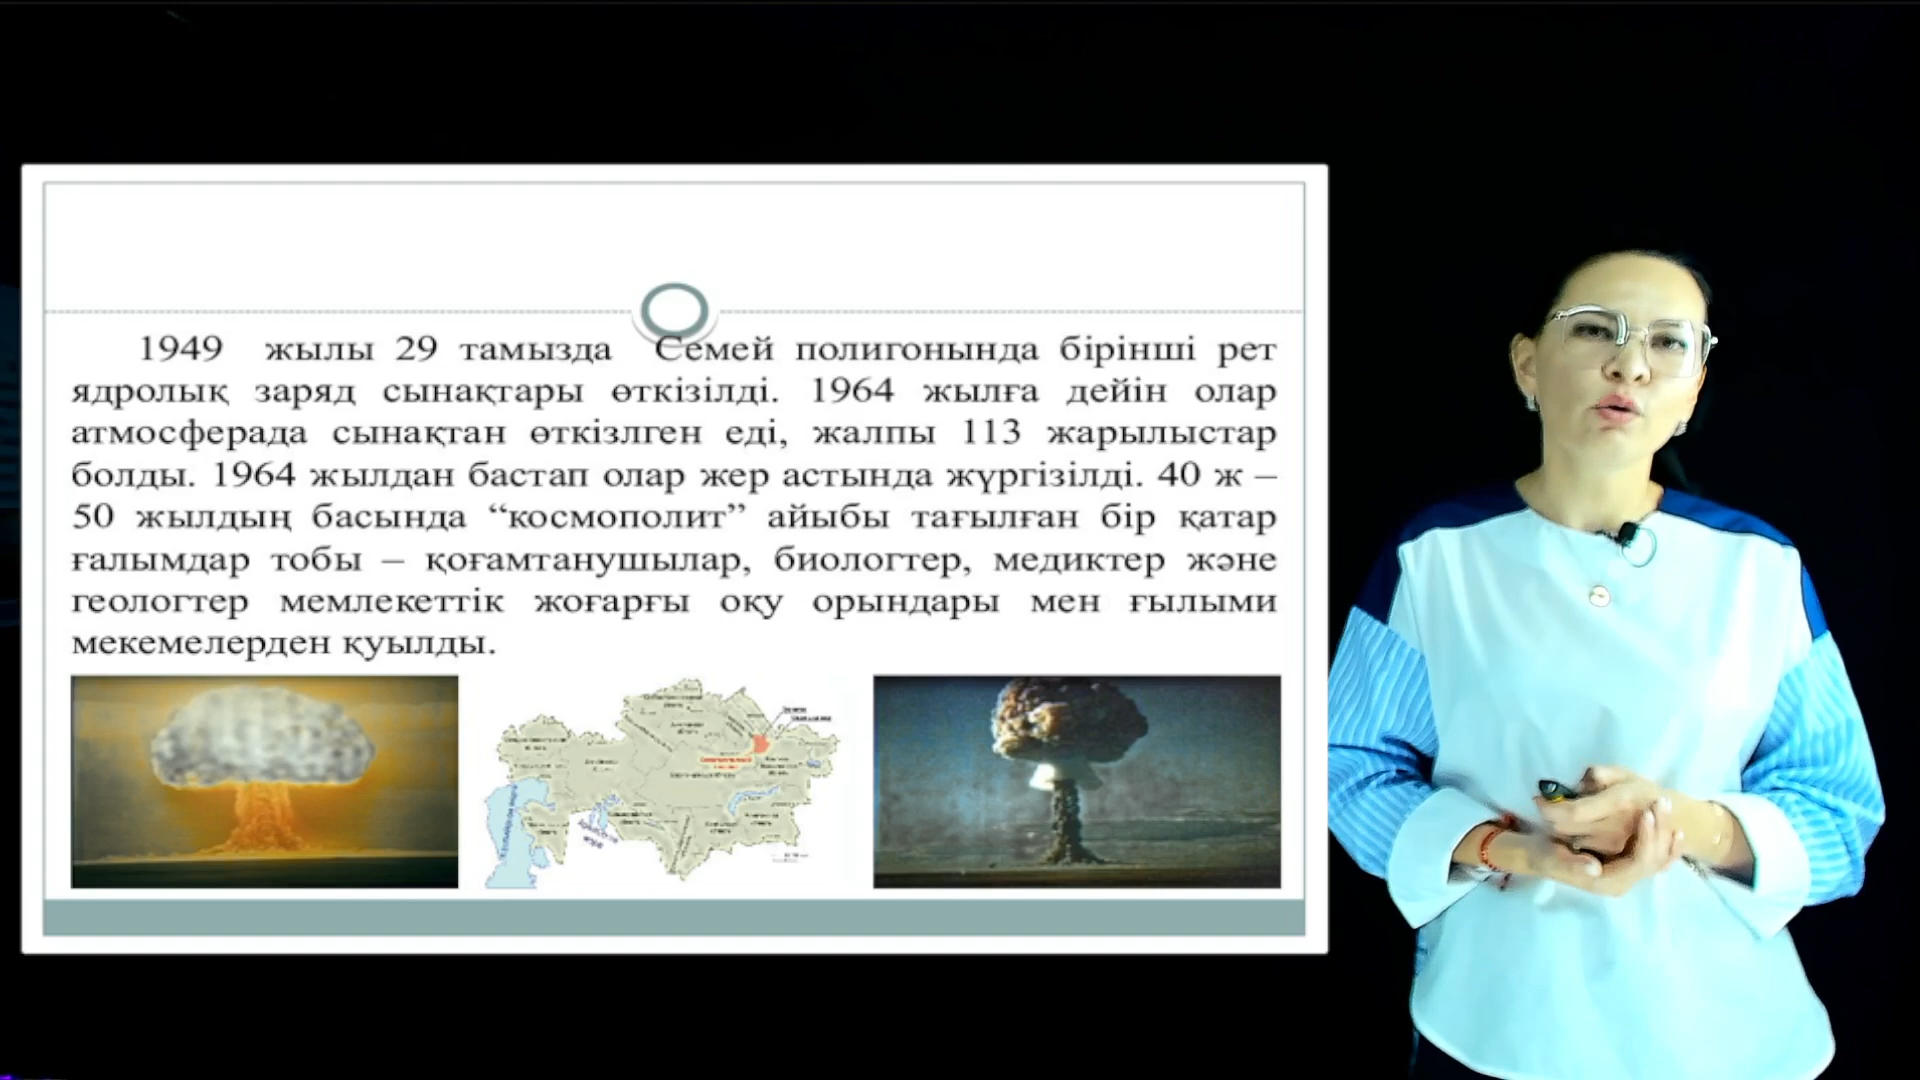 1949 жылы 29 тамызда Семей полигонында бірінші рет
ядролық заряд сынақтары өткізілді. 1964 жылға дейін олар
атмосферада сынақтан өткізлген еді, жалпы 113 жарылыстар
болды. 1964 жылдан бастап олар жер астында жүргізілді. 40 ж –
50 жылдың басында “космополит” айыбы тағылған бір қатар
ғалымдар тобы – қоғамтанушылар, биологтер, медиктер және
геологтер мемлекеттік жоғарғы оқу орындары мен ғылыми
мекемелерден қуылды.